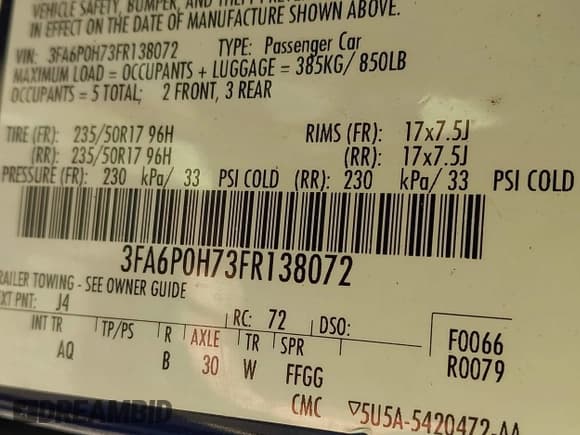 VEHICLE SAFETY, BUMPER, AND THEFT
IN EFFECT ON THE DATE OF MANUFACTURE SHOWN ABOVE.
VIN: 3FA6P0H73FR138072 TYPE: Passenger Car
MAXIMUM LOAD = OCCUPANTS + LUGGAGE = 385KG/ 850LB
OCCUPANTS = 5 TOTAL; 2 FRONT, 3 REAR
TIRE (FR): 235/50R17 96H RIMS (FR): 17x7.5J
(RR): 235/50R17 96H (RR): 17x7.5J
PRESSURE (FR): 230 kPa/ 33 PSI COLD (RR): 230 kPa/ 33 PSI COLD
3FA6P0H73FR138072
RAILER TOWING - SEE OWNER GUIDE
XT PNT: J4 RC: 72 DSO:
INT TR TP/PS R AXLE TR SPR F0066
AQ B 30 W FFGG R0079
CMC 5U5A-5420472-AA
DREAMBID